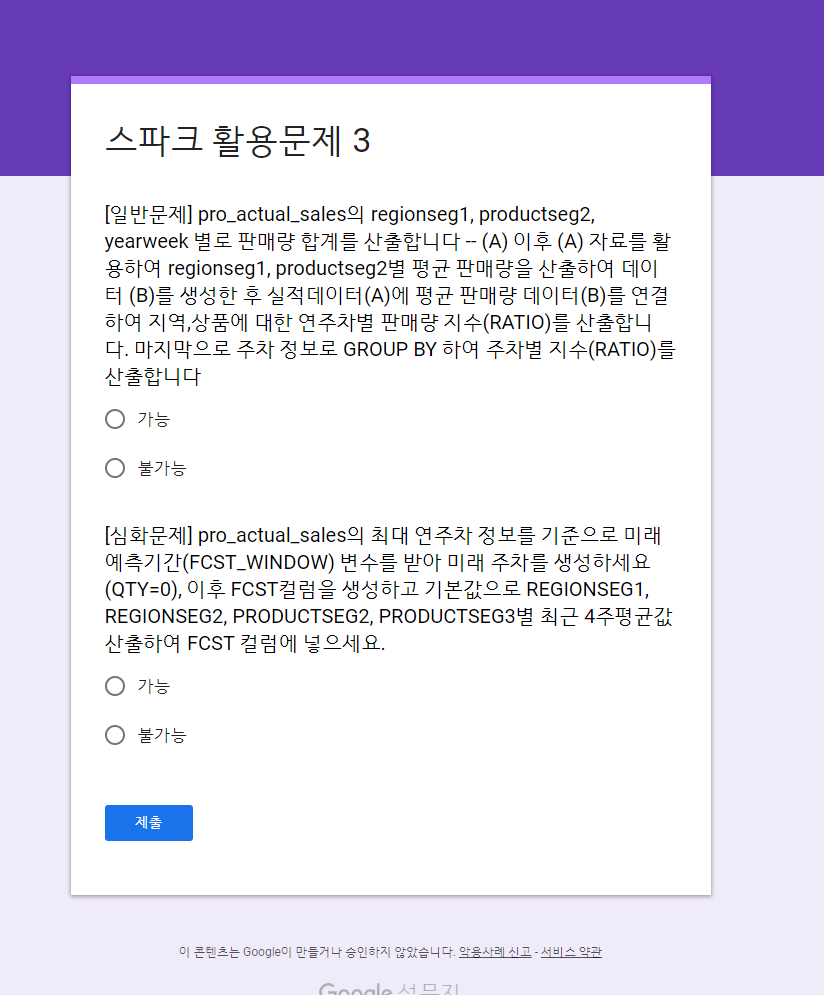 스파크 활용문제 3
[일반문제] pro_actual_sales의 regionseg1, productseg2,
yearweek 별로 판매량 합계를 산출합니다 -- (A) 이후 (A) 자료를 활
용하여 regionseg1, productseg2별 평균 판매량을 산출하여 데이
터 (B)를 생성한 후 실적데이터(A)에 평균 판매량 데이터(B)를 연결
하여 지역,상품에 대한 연주차별 판매량 지수(RATIO)를 산출합니
다. 마지막으로 주차 정보로 GROUP BY 하여 주차별 지수(RATIO)를
산출합니다
가능
불가능
[심화문제] pro_actual_sales의 최대 연주차 정보를 기준으로 미래
예측기간(FCST_WINDOW) 변수를 받아 미래 주차를 생성하세요
(QTY=0), 이후 FCST컬럼을 생성하고 기본값으로 REGIONSEG1,
REGIONSEG2, PRODUCTSEG2, PRODUCTSEG3별 최근 4주평균값
산출하여 FCST 컬럼에 넣으세요.
가능
불가능
제출
이 콘텐츠는 Google이 만들거나 승인하지 않았습니다. 악용사례 신고 - 서비스 약관
Google 설문지